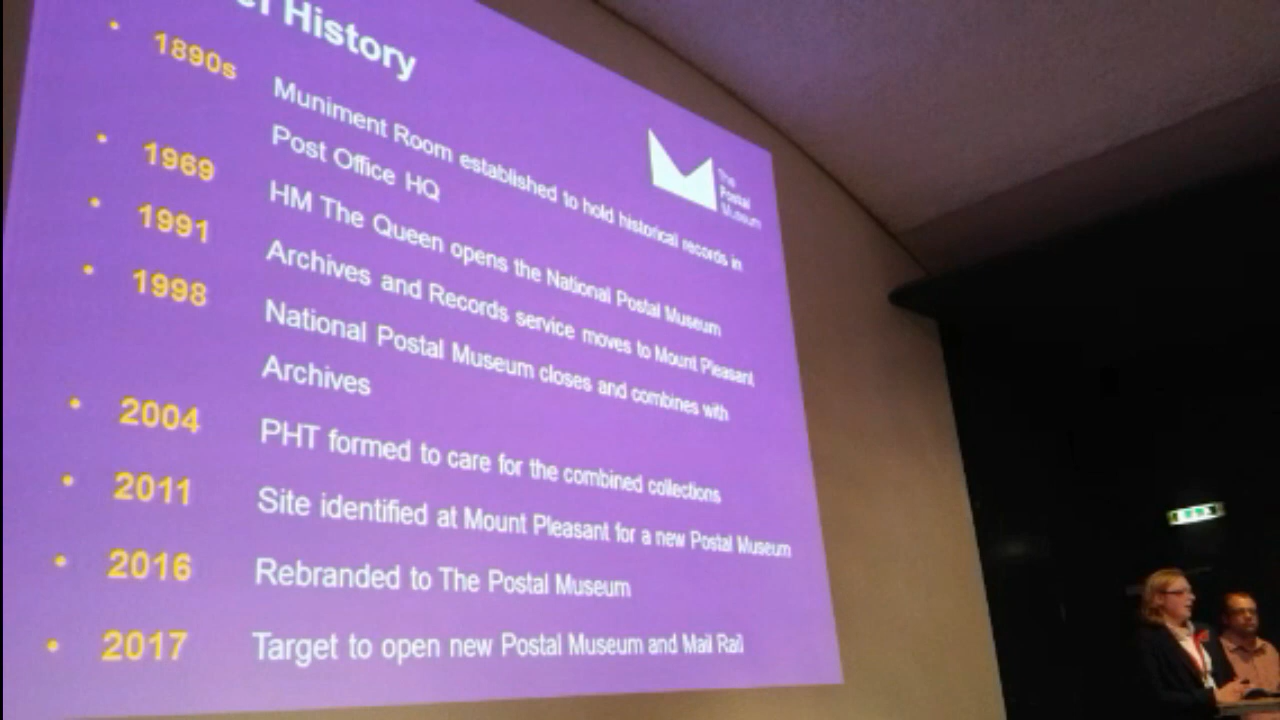 History
• 1890s Muniment Room established to hold historical records in
Post Office HQ
• 1969 HM The Queen opens the National Postal Museum
• 1991 Archives and Records service moves to Mount Pleasant
• 1998 National Postal Museum closes and combines with
Archives
• 2004 PHT formed to care for the combined collections
• 2011 Site identified at Mount Pleasant for a new Postal Museum
• 2016 Rebranded to The Postal Museum
• 2017 Target to open new Postal Museum and Mail Rail
The
Postal
Museum